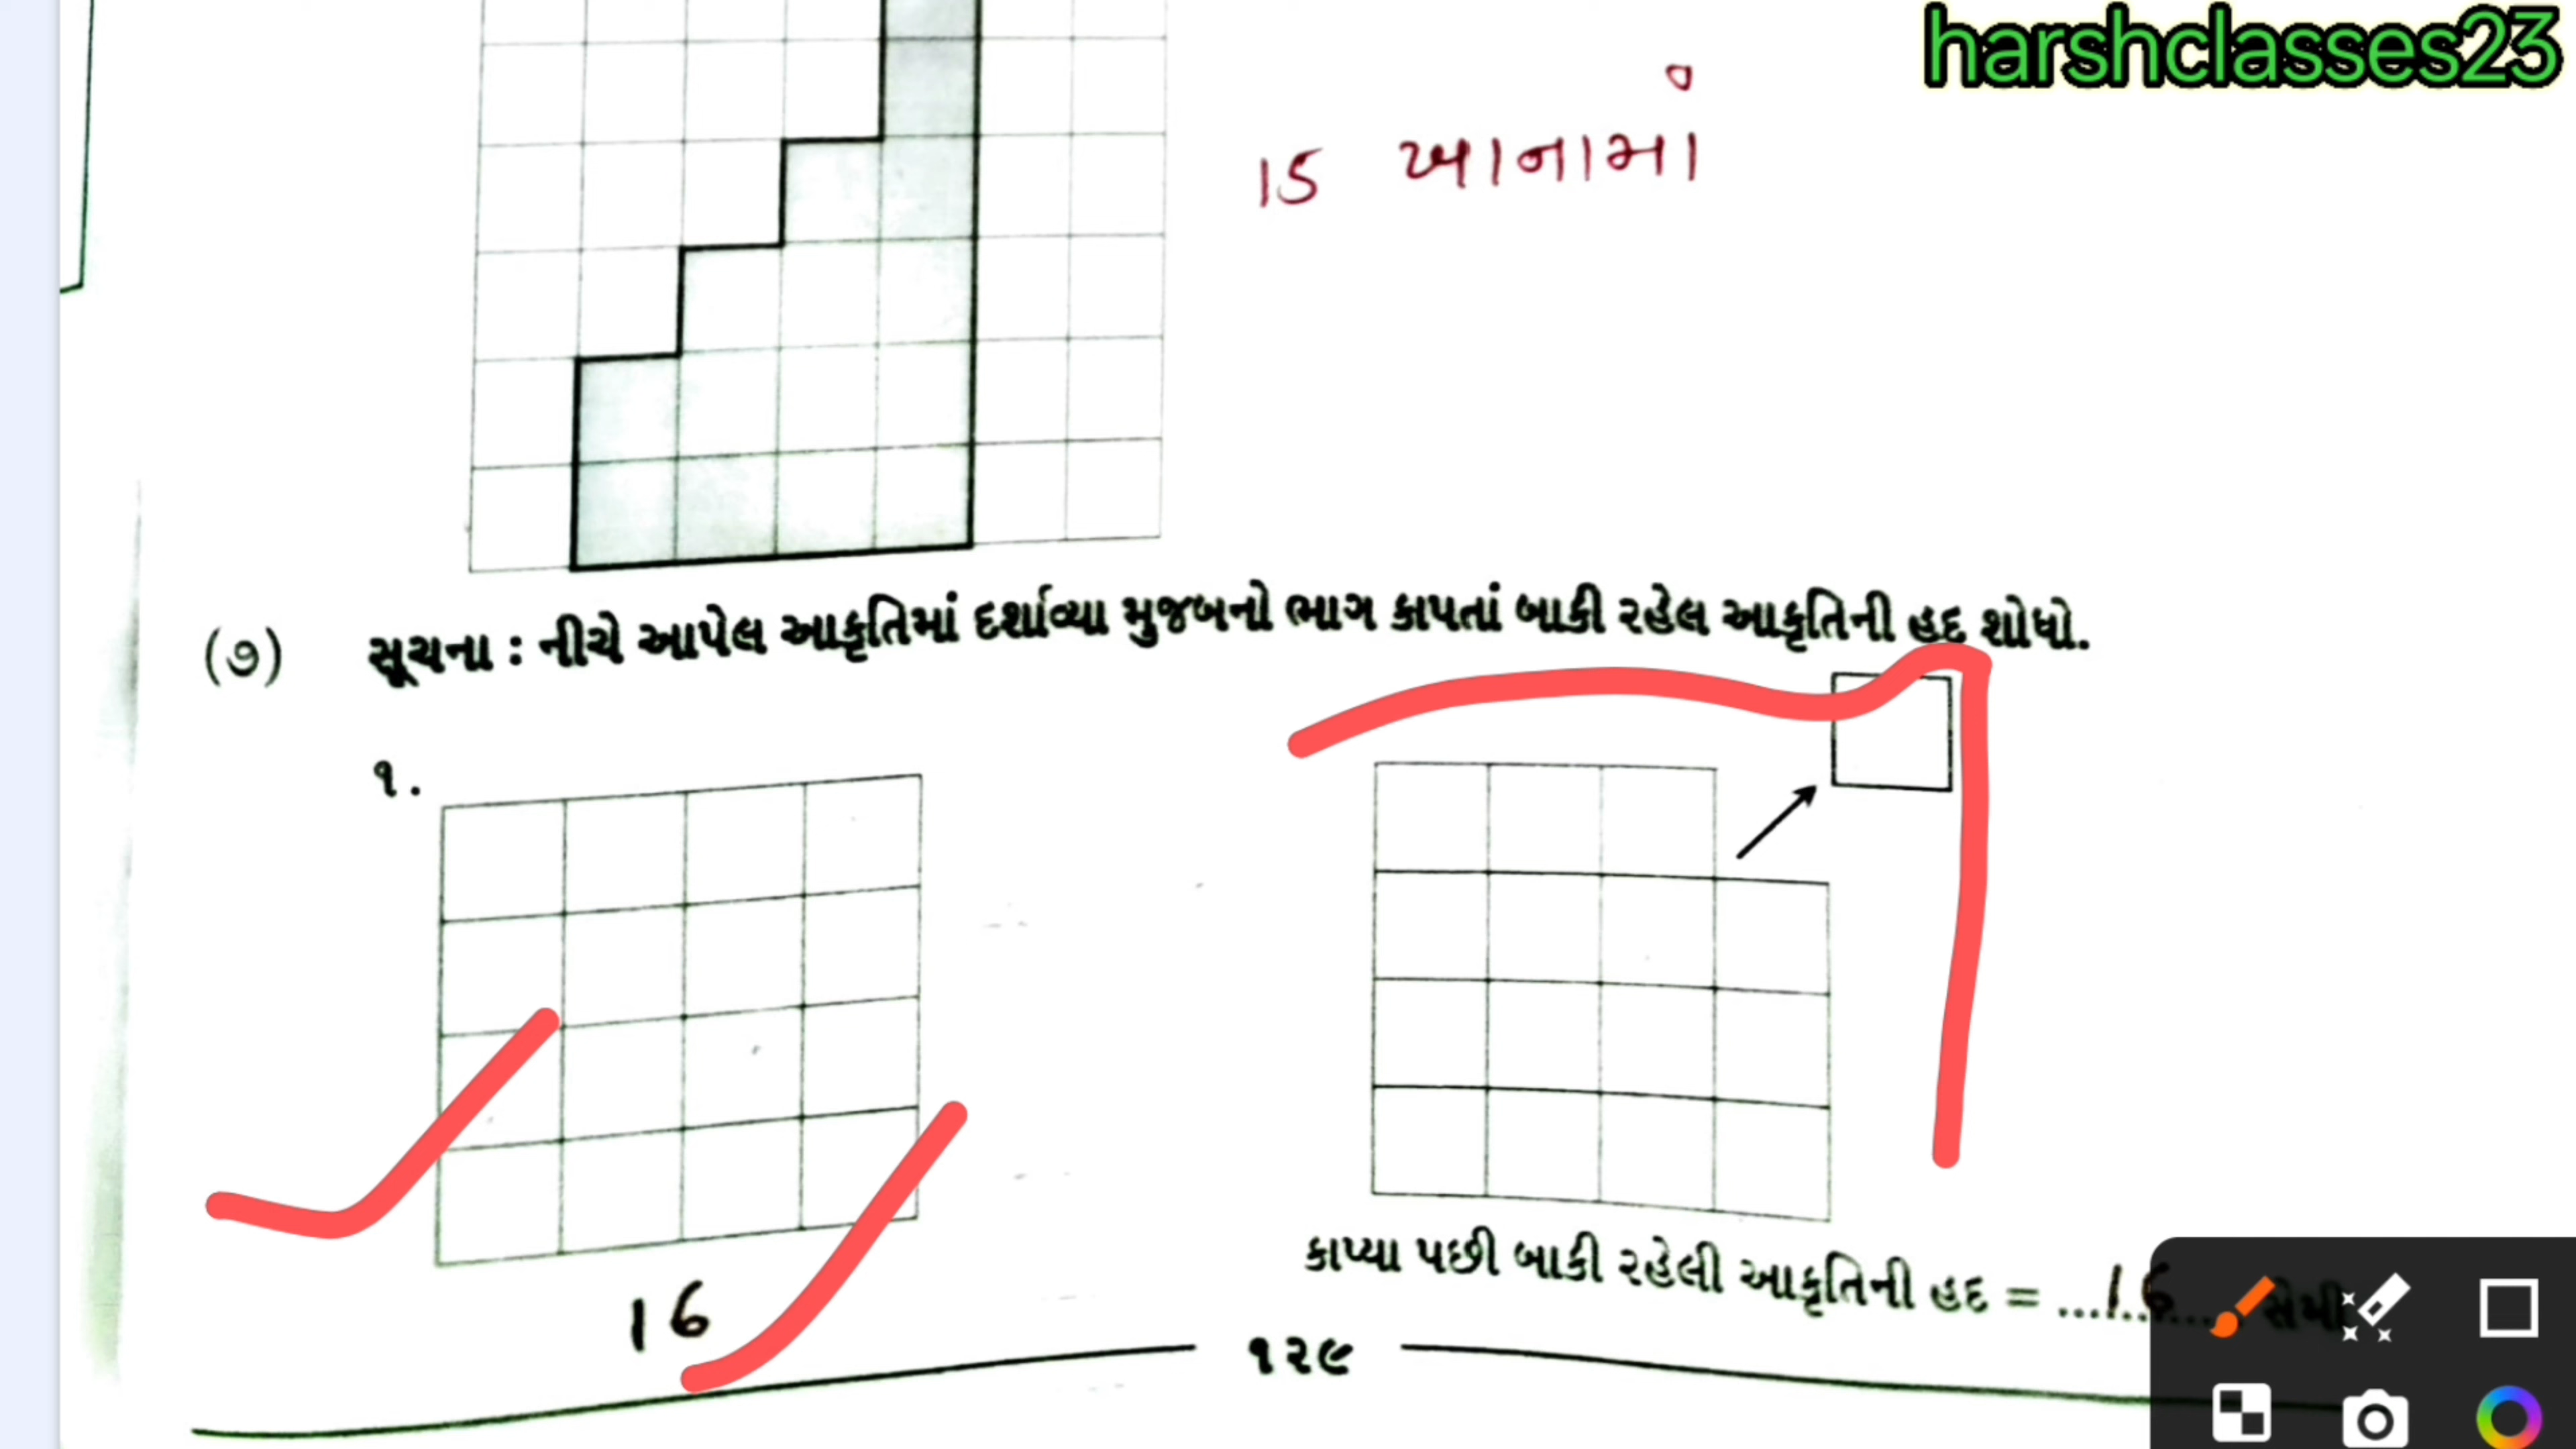 harshclasses23
15 ખાનામાં
(૭) સૂચના : નીચે આપેલ આકૃતિમાં દર્શાવ્યા મુજબનો ભાગ કાપતાં બાકી રહેલ આકૃતિની હદ શોધો.
૧.
16
કાપ્યા પછી બાકી રહેલી આકૃતિની હદ = ...16..... સેમી
૧૨૯